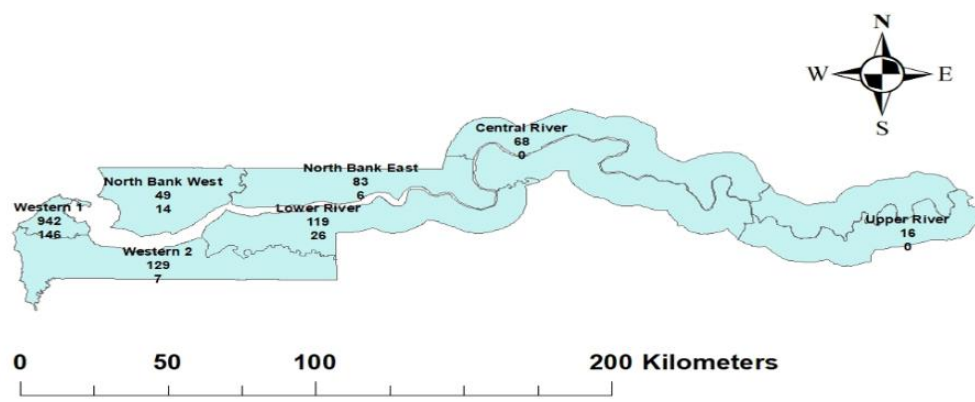 N
W E
S
Central River
68
0
North Bank East
83
6
North Bank West
49
14
Lower River
119
26
Western 1
942
146
Western 2
129
7
Upper River
16
0
0 50 100 200 Kilometers